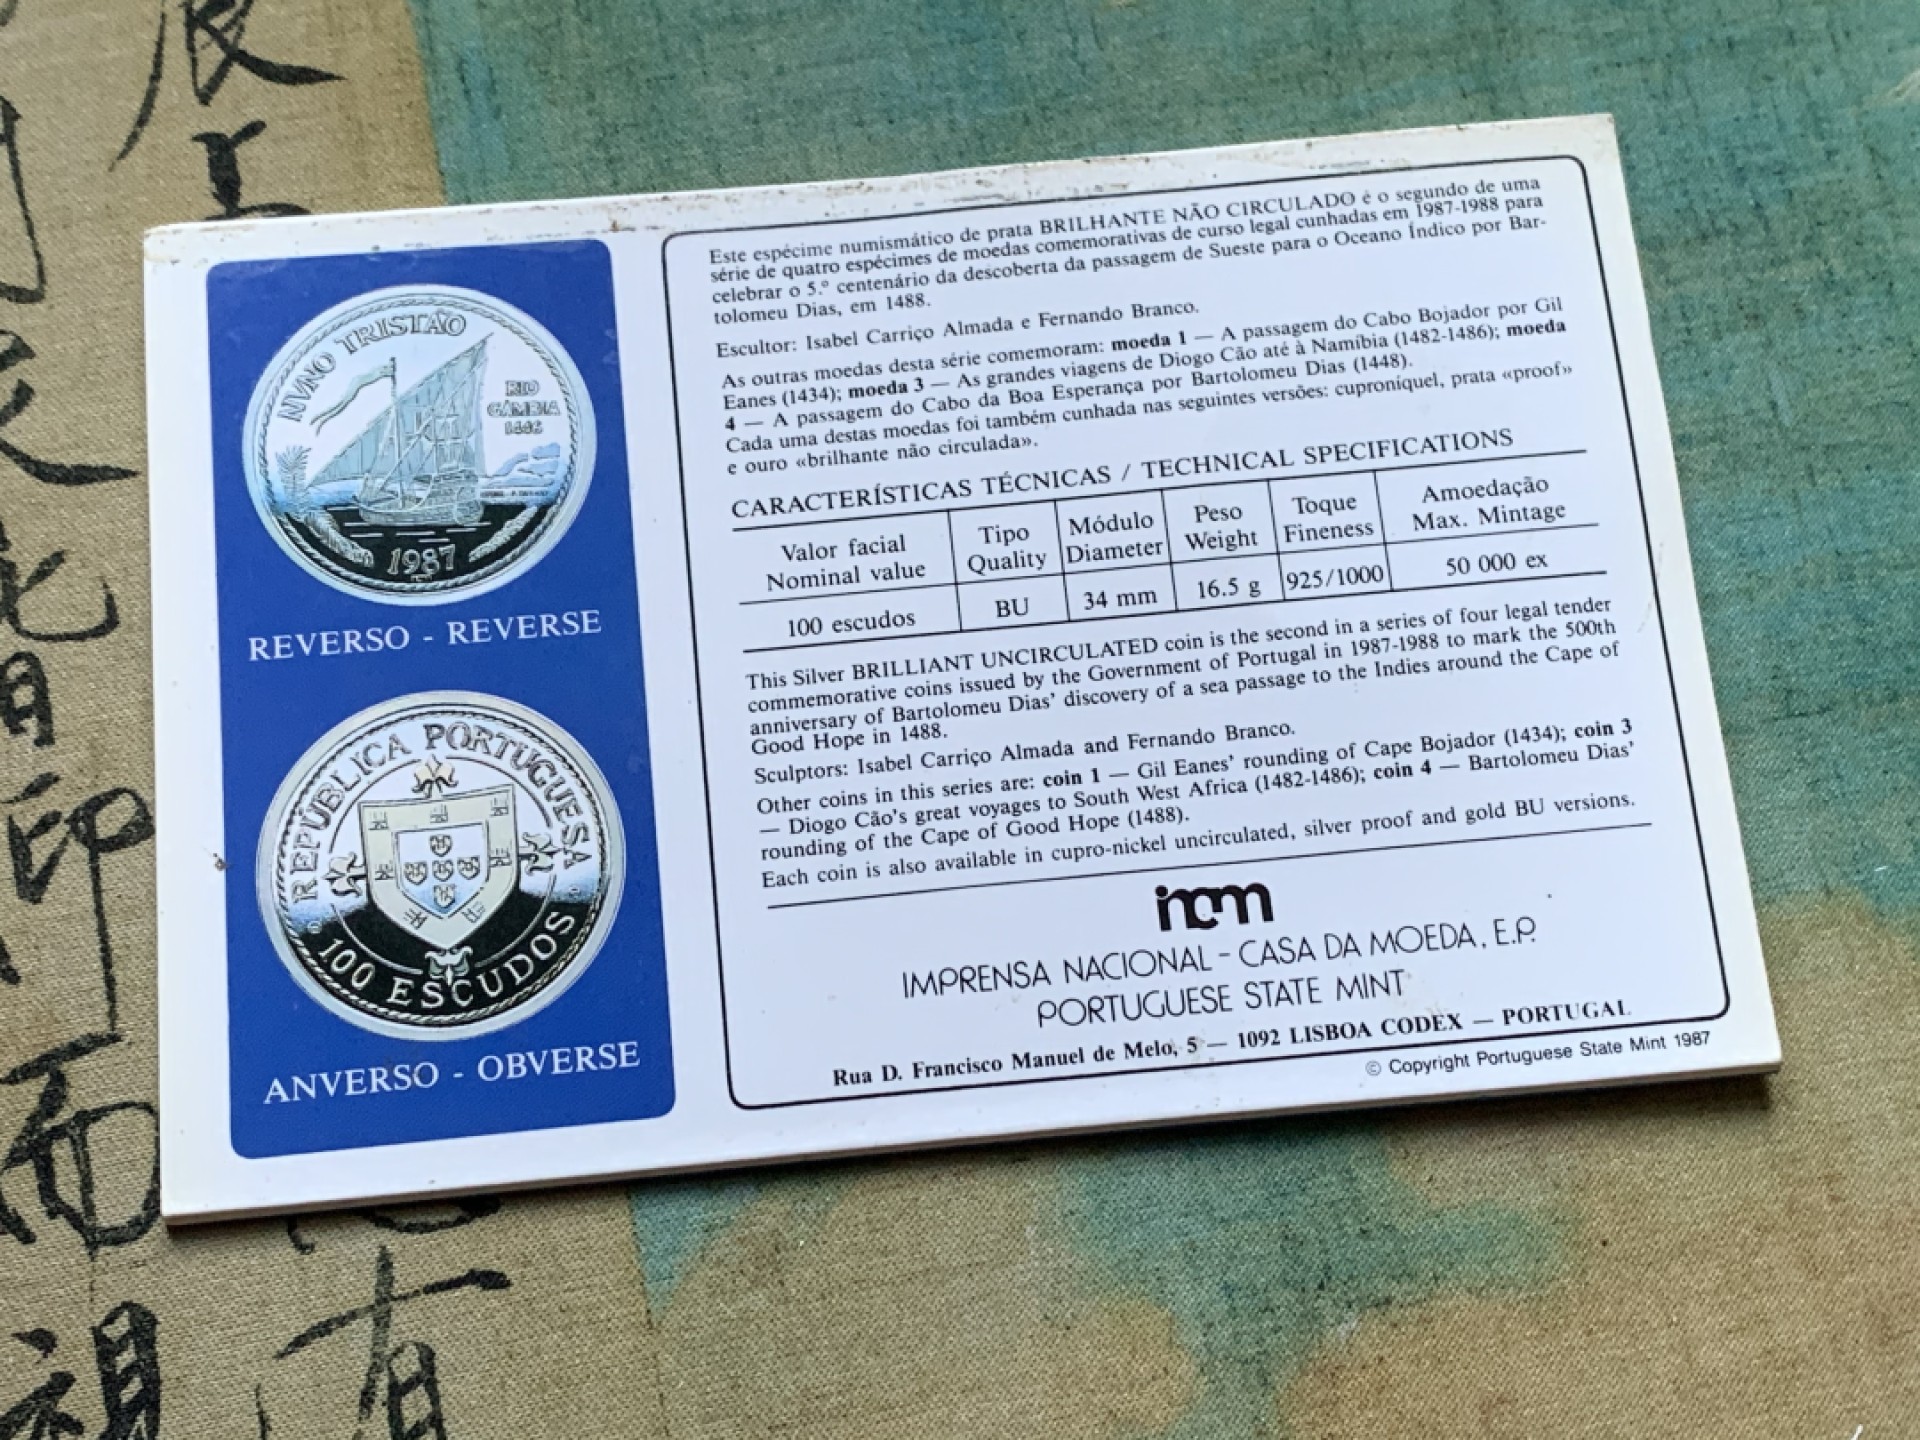 NVNO TRISTÃO
RIO
GÂMBIA
1446
1987
REVERSO - REVERSE
REPÚBLICA PORTUGUESA
100 ESCUDOS
ANVERSO - OBVERSE
Este espécime numismático de prata BRILHANTE NÃO CIRCULADO é o segundo de uma
série de quatro espécimes de moedas comemorativas de curso legal cunhadas em 1987-1988 para
celebrar o 5.º centenário da descoberta da passagem de Sueste para o Oceano Índico por Bar-
tolomeu Dias, em 1488.
Escultor: Isabel Carriço Almada e Fernando Branco.
As outras moedas desta série comemoram: moeda 1 — A passagem do Cabo Bojador por Gil
Eanes (1434); moeda 3 — As grandes viagens de Diogo Cão até à Namíbia (1482-1486); moeda
4 — A passagem do Cabo da Boa Esperança por Bartolomeu Dias (1448).
Cada uma destas moedas foi também cunhada nas seguintes versões: cuproníquel, prata «proof»
e ouro «brilhante não circulada».
CARACTERÍSTICAS TÉCNICAS / TECHNICAL SPECIFICATIONS
Valor facial Tipo Módulo Peso Toque Amoedação
Nominal value Quality Diameter Weight Fineness Max. Mintage
100 escudos BU 34 mm 16.5 g 925/1000 50 000 ex
This Silver BRILLIANT UNCIRCULATED coin is the second in a series of four legal tender
commemorative coins issued by the Government of Portugal in 1987-1988 to mark the 500th
anniversary of Bartolomeu Dias' discovery of a sea passage to the Indies around the Cape of
Good Hope in 1488.
Sculptors: Isabel Carriço Almada and Fernando Branco.
Other coins in this series are: coin 1 — Gil Eanes' rounding of Cape Bojador (1434); coin 3
— Diogo Cão's great voyages to South West Africa (1482-1486); coin 4 — Bartolomeu Dias'
rounding of the Cape of Good Hope (1488).
Each coin is also available in cupro-nickel uncirculated, silver proof and gold BU versions.
incm
IMPRENSA NACIONAL - CASA DA MOEDA, E.P.
PORTUGUESE STATE MINT
Rua D. Francisco Manuel de Melo, 5 — 1092 LISBOA CODEX — PORTUGAL
© Copyright Portuguese State Mint 1987